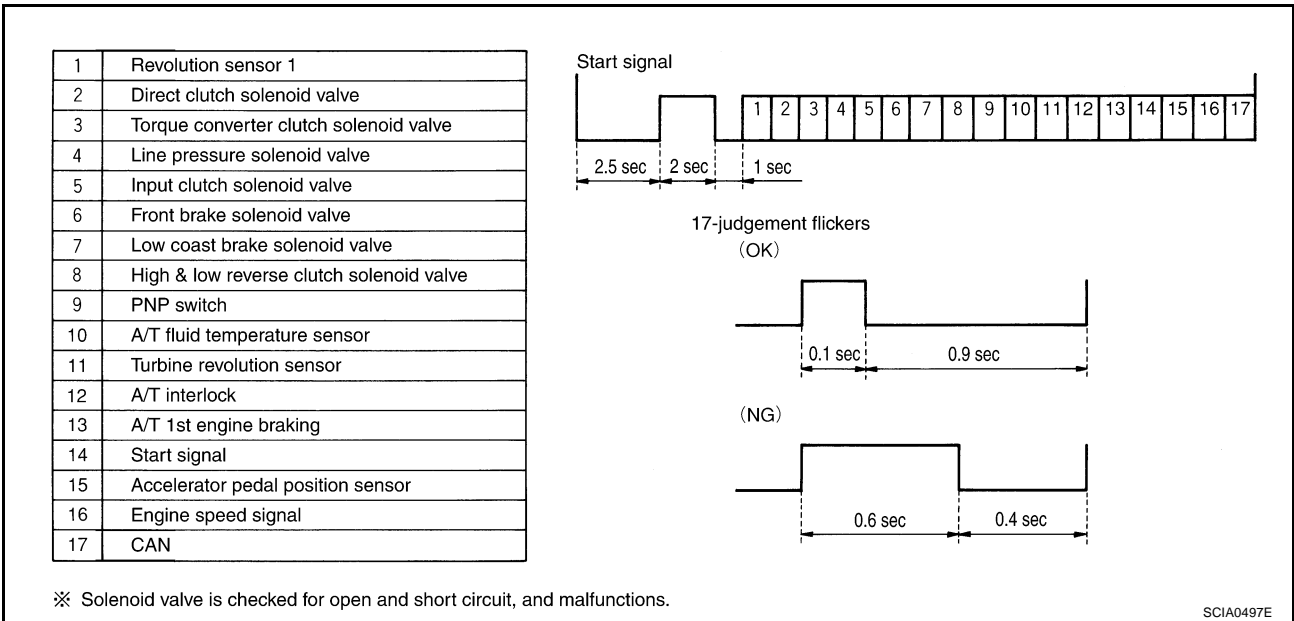 1 Revolution sensor 1
2 Direct clutch solenoid valve
3 Torque converter clutch solenoid valve
4 Line pressure solenoid valve
5 Input clutch solenoid valve
6 Front brake solenoid valve
7 Low coast brake solenoid valve
8 High & low reverse clutch solenoid valve
9 PNP switch
10 A/T fluid temperature sensor
11 Turbine revolution sensor
12 A/T interlock
13 A/T 1st engine braking
14 Start signal
15 Accelerator pedal position sensor
16 Engine speed signal
17 CAN
Start signal
1 2 3 4 5 6 7 8 9 10 11 12 13 14 15 16 17
2.5 sec 2 sec 1 sec
17-judgement flickers
(OK)
0.1 sec 0.9 sec
(NG)
0.6 sec 0.4 sec
※ Solenoid valve is checked for open and short circuit, and malfunctions.
SCIA0497E